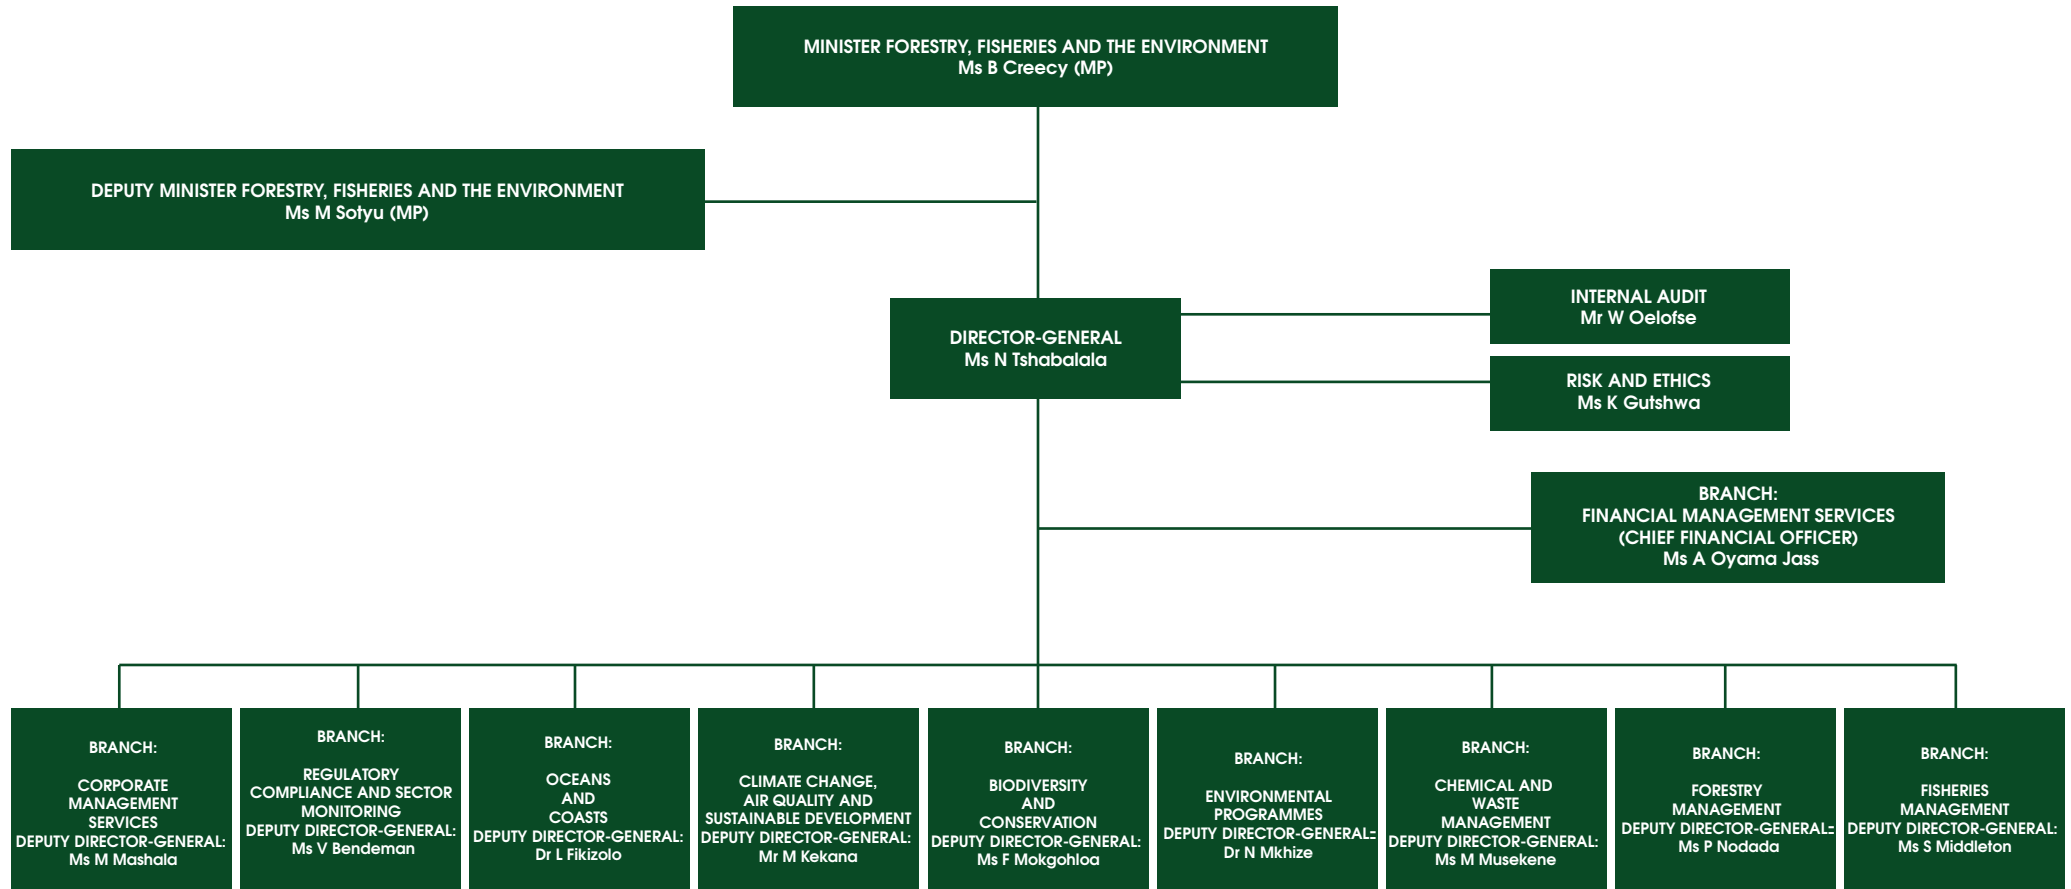 MINISTER FORESTRY, FISHERIES AND THE ENVIRONMENT
Ms B Creecy (MP)
DEPUTY MINISTER FORESTRY, FISHERIES AND THE ENVIRONMENT
Ms M Sotyu (MP)
DIRECTOR-GENERAL
Ms N Tshabalala
INTERNAL AUDIT
Mr W Oelofse
RISK AND ETHICS
Ms K Gutshwa
BRANCH:
FINANCIAL MANAGEMENT SERVICES
(CHIEF FINANCIAL OFFICER)
Ms A Oyama Jass
BRANCH:
CORPORATE
MANAGEMENT
SERVICES
DEPUTY DIRECTOR-GENERAL:
Ms M Mashala
BRANCH:
REGULATORY
COMPLIANCE AND SECTOR
MONITORING
DEPUTY DIRECTOR-GENERAL:
Ms V Bendeman
BRANCH:
OCEANS
AND
COASTS
DEPUTY DIRECTOR-GENERAL:
Dr L Fikizolo
BRANCH:
CLIMATE CHANGE,
AIR QUALITY AND
SUSTAINABLE DEVELOPMENT
DEPUTY DIRECTOR-GENERAL:
Mr M Kekana
BRANCH:
BIODIVERSITY
AND
CONSERVATION
DEPUTY DIRECTOR-GENERAL:
Ms F Mokgohloa
BRANCH:
ENVIRONMENTAL
PROGRAMMES
DEPUTY DIRECTOR-GENERAL:
Dr N Mkhize
BRANCH:
CHEMICAL AND
WASTE
MANAGEMENT
DEPUTY DIRECTOR-GENERAL:
Ms M Musekene
BRANCH:
FORESTRY
MANAGEMENT
DEPUTY DIRECTOR-GENERAL:
Ms P Nodada
BRANCH:
FISHERIES
MANAGEMENT
DEPUTY DIRECTOR-GENERAL:
Ms S Middleton